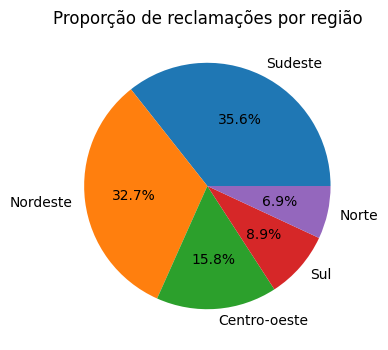 Proporção de reclamações por região
Sudeste
35.6%
Nordeste
32.7%
15.8%
Centro-oeste
8.9%
Sul
6.9%
Norte